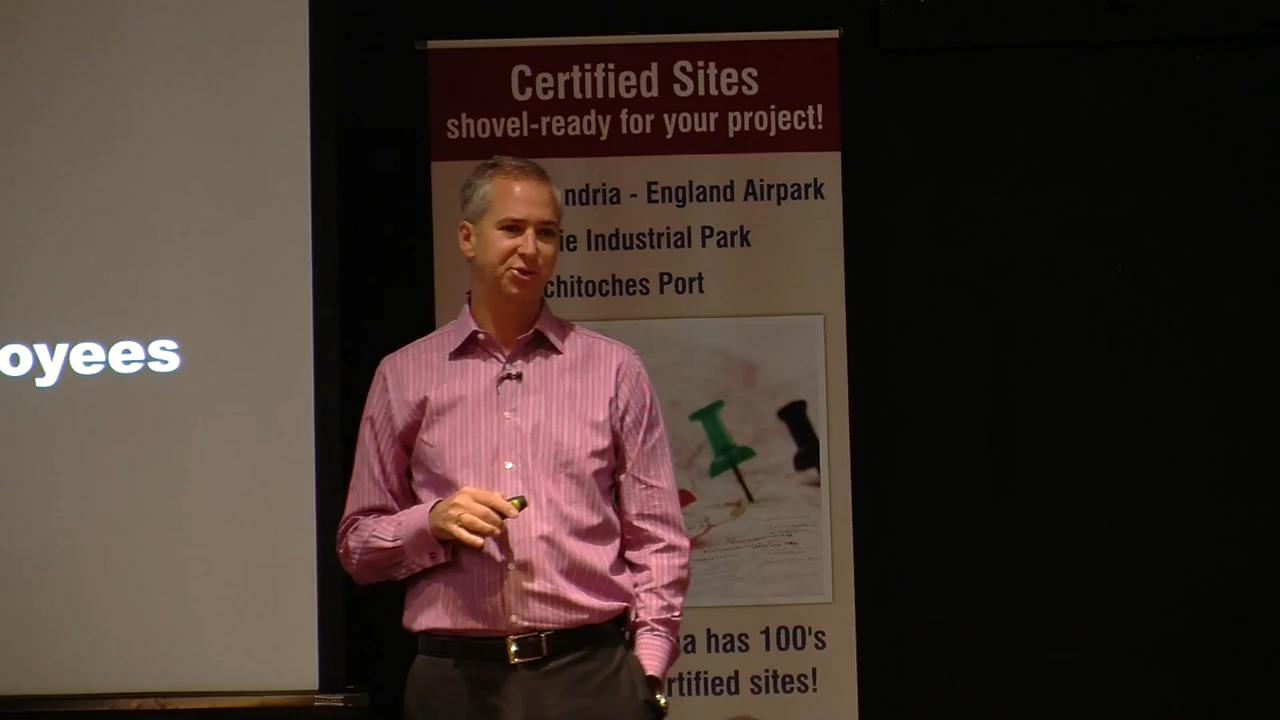 Certified Sites
shovel-ready for your project!
ndria - England Airpark
ie Industrial Park
chitoches Port
oyees
a has 100's
rtified sites!